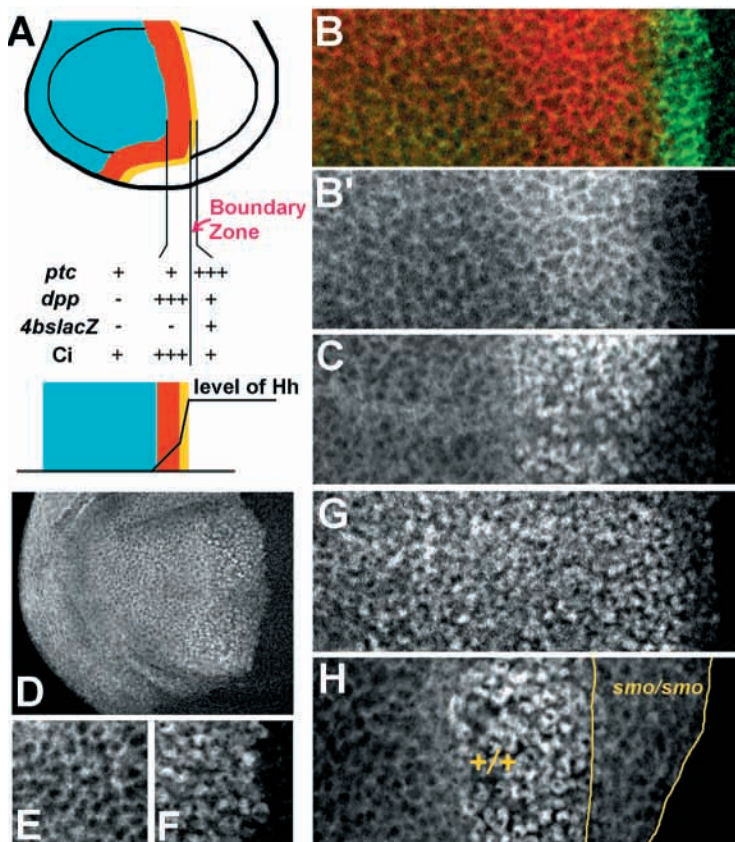 A
Boundary
Zone
ptc + + +++
dpp - +++ +
4bslacZ - - +
Ci + +++ +
level of Hh
B
B'
C
D
E
F
G
H
+/+
smo/smo